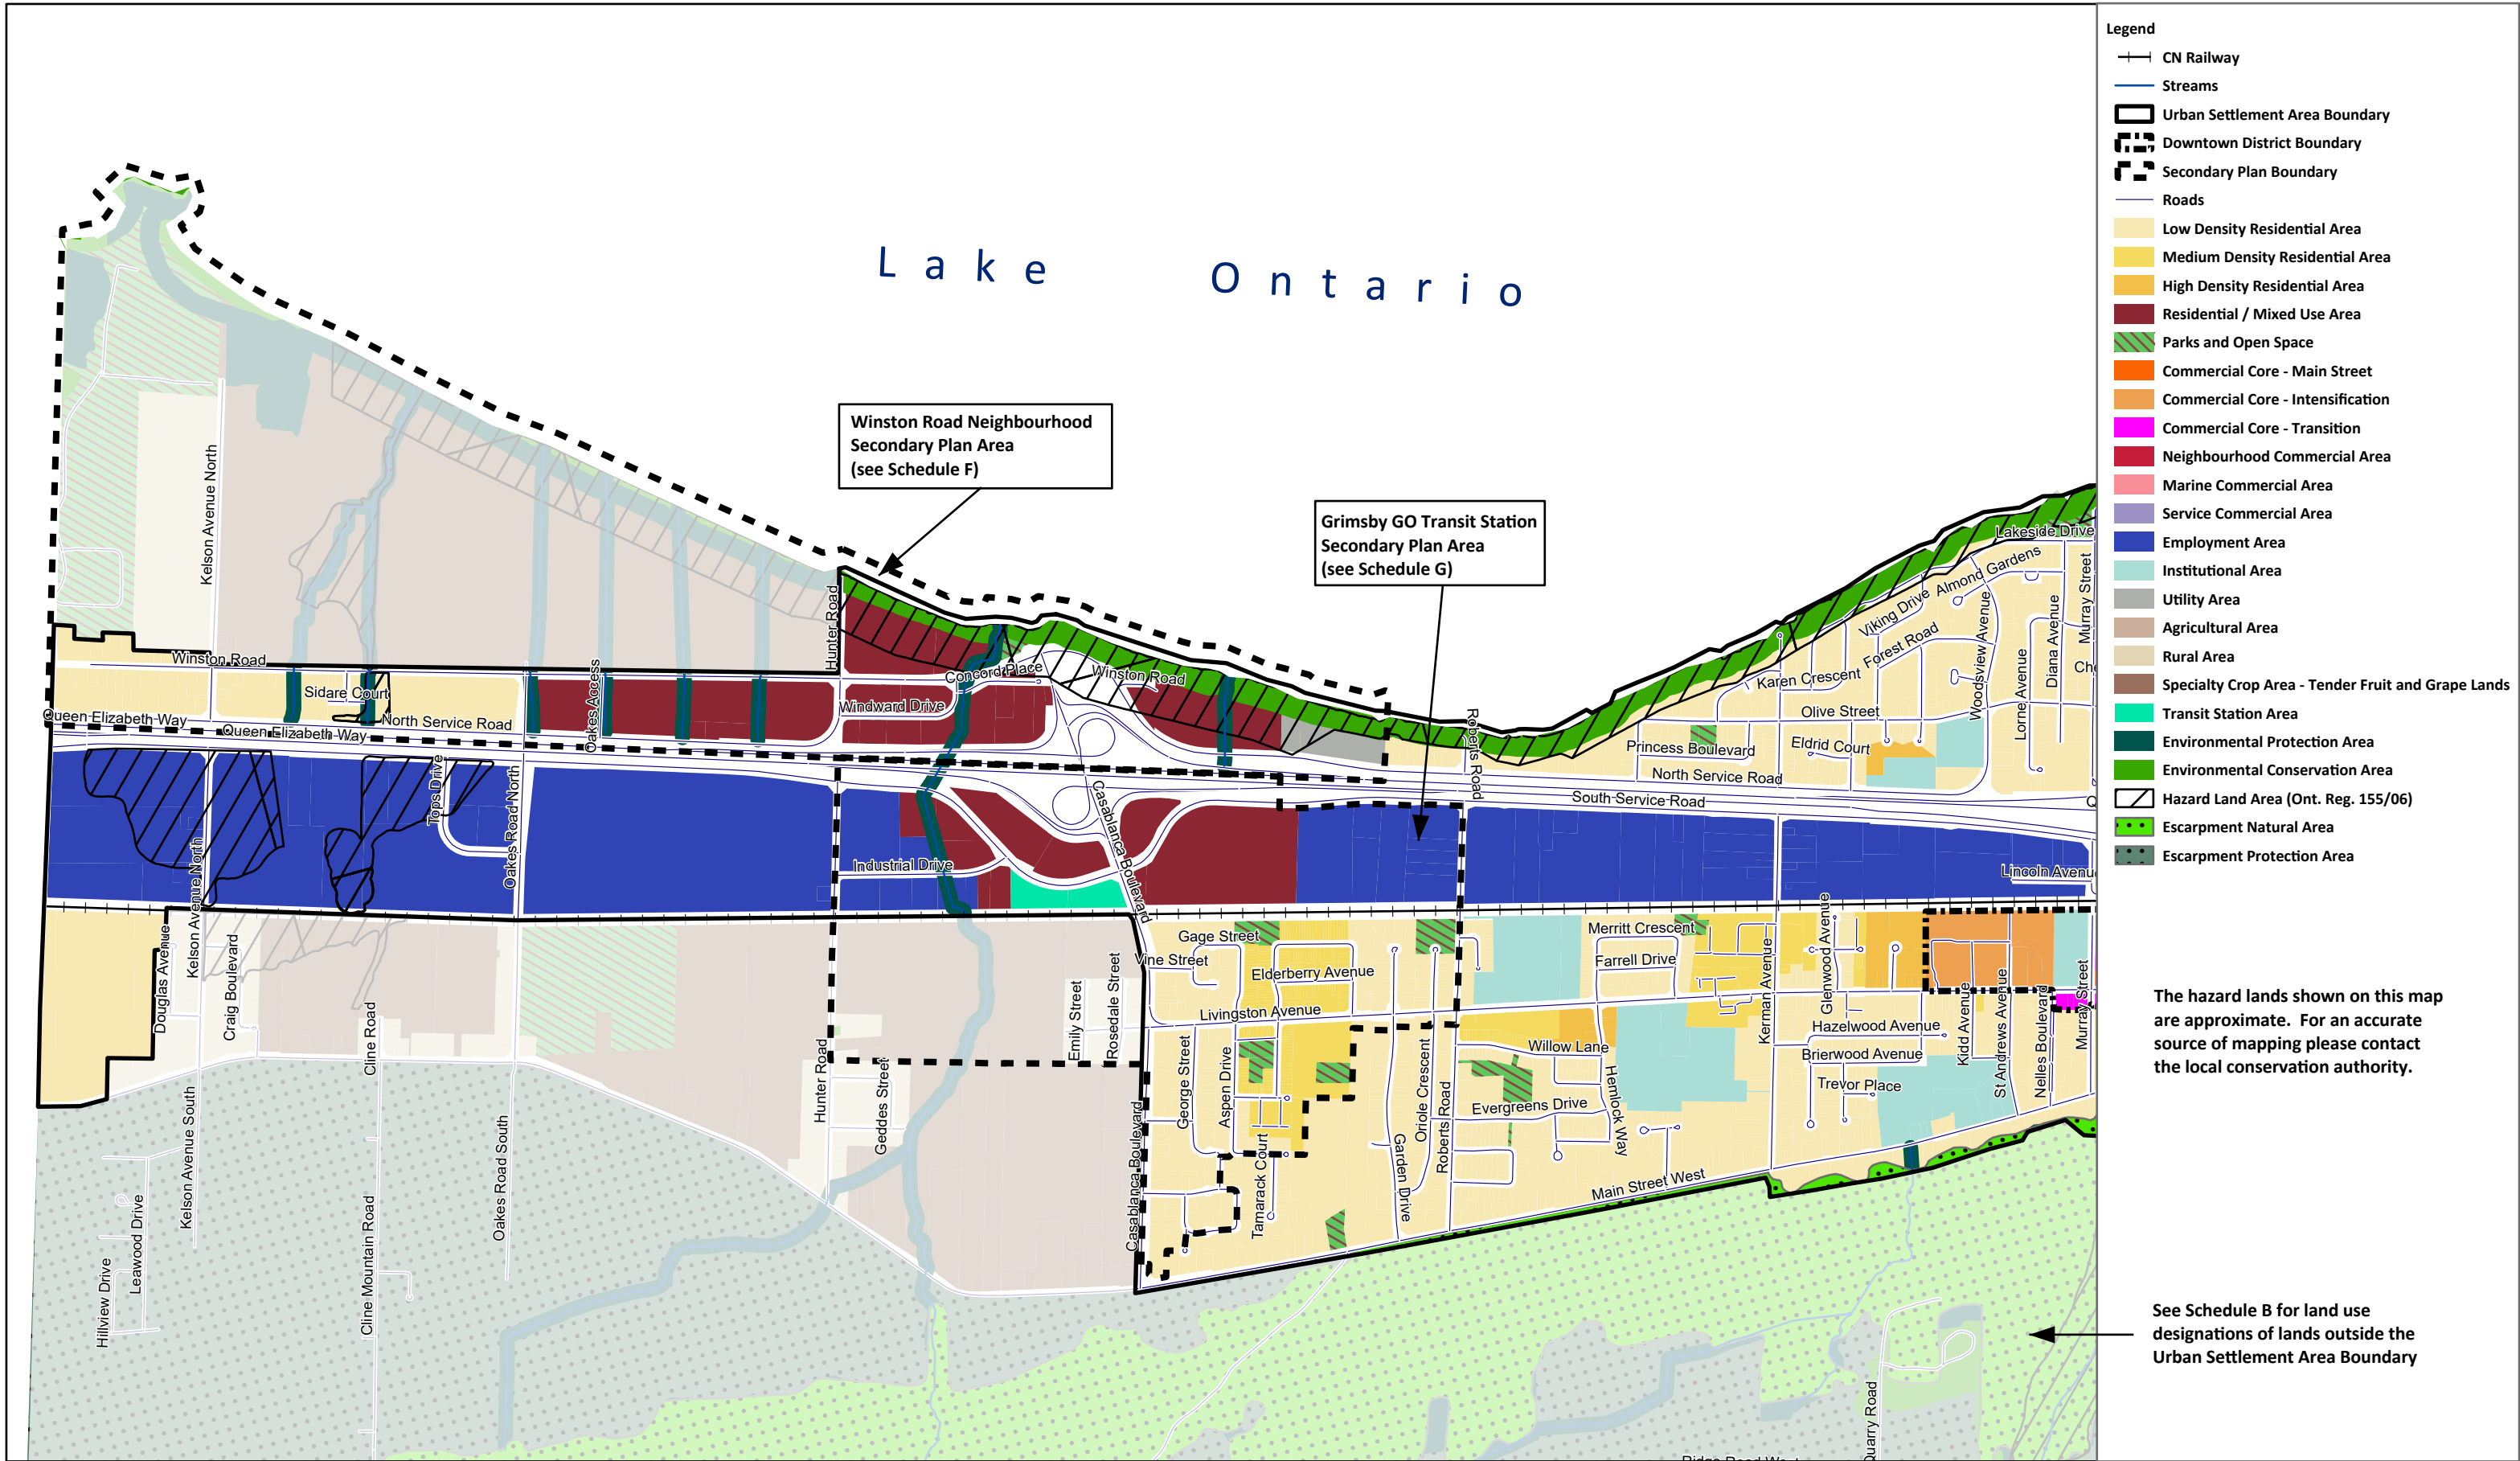 Lake Ontario
Winston Road Neighbourhood
Secondary Plan Area
(see Schedule F)
Grimsby GO Transit Station
Secondary Plan Area
(see Schedule G)
Kelson Avenue North
Winston Road
Sidare Court
Queen Elizabeth Way
North Service Road
Queen Elizabeth Way
Oakes Access
Hunter Road
Concord Place
Winston Road
Windward Drive
Roberts Road
Lakeside Drive
Almond Gardens
Viking Drive
Forest Road
Karen Crescent
Woodsview Avenue
Lorne Avenue
Diana Avenue
Murray Street
Che
Olive Street
Princess Boulevard
Eldrid Court
North Service Road
South Service Road
Q
Tops Drive
Oakes Road North
Kelson Avenue North
Industrial Drive
Casablanca Boulevard
Lincoln Avenu
Douglas Avenue
Kelson Avenue North
Craig Boulevard
Cline Road
Emily Street
Rosedale Street
Gage Street
Vine Street
Elderberry Avenue
Livingston Avenue
Merritt Crescent
Farrell Drive
Kerman Avenue
Glenwood Avenue
Hazelwood Avenue
Brierwood Avenue
Trevor Place
Kidd Avenue
St Andrews Avenue
Nelles Boulevard
Murray Street
Hunter Road
Geddes Street
George Street
Aspen Drive
Tamarack Court
Oriole Crescent
Garden Drive
Roberts Road
Willow Lane
Evergreens Drive
Hemlock Way
Main Street West
Casablanca Boulevard
Kelson Avenue South
Leawood Drive
Hillview Drive
Cline Mountain Road
Oakes Road South
Quarry Road
Ridge Road West
Legend
CN Railway
Streams
Urban Settlement Area Boundary
Downtown District Boundary
Secondary Plan Boundary
Roads
Low Density Residential Area
Medium Density Residential Area
High Density Residential Area
Residential / Mixed Use Area
Parks and Open Space
Commercial Core - Main Street
Commercial Core - Intensification
Commercial Core - Transition
Neighbourhood Commercial Area
Marine Commercial Area
Service Commercial Area
Employment Area
Institutional Area
Utility Area
Agricultural Area
Rural Area
Specialty Crop Area - Tender Fruit and Grape Lands
Transit Station Area
Environmental Protection Area
Environmental Conservation Area
Hazard Land Area (Ont. Reg. 155/06)
Escarpment Natural Area
Escarpment Protection Area
The hazard lands shown on this map
are approximate. For an accurate
source of mapping please contact
the local conservation authority.
See Schedule B for land use
designations of lands outside the
Urban Settlement Area Boundary